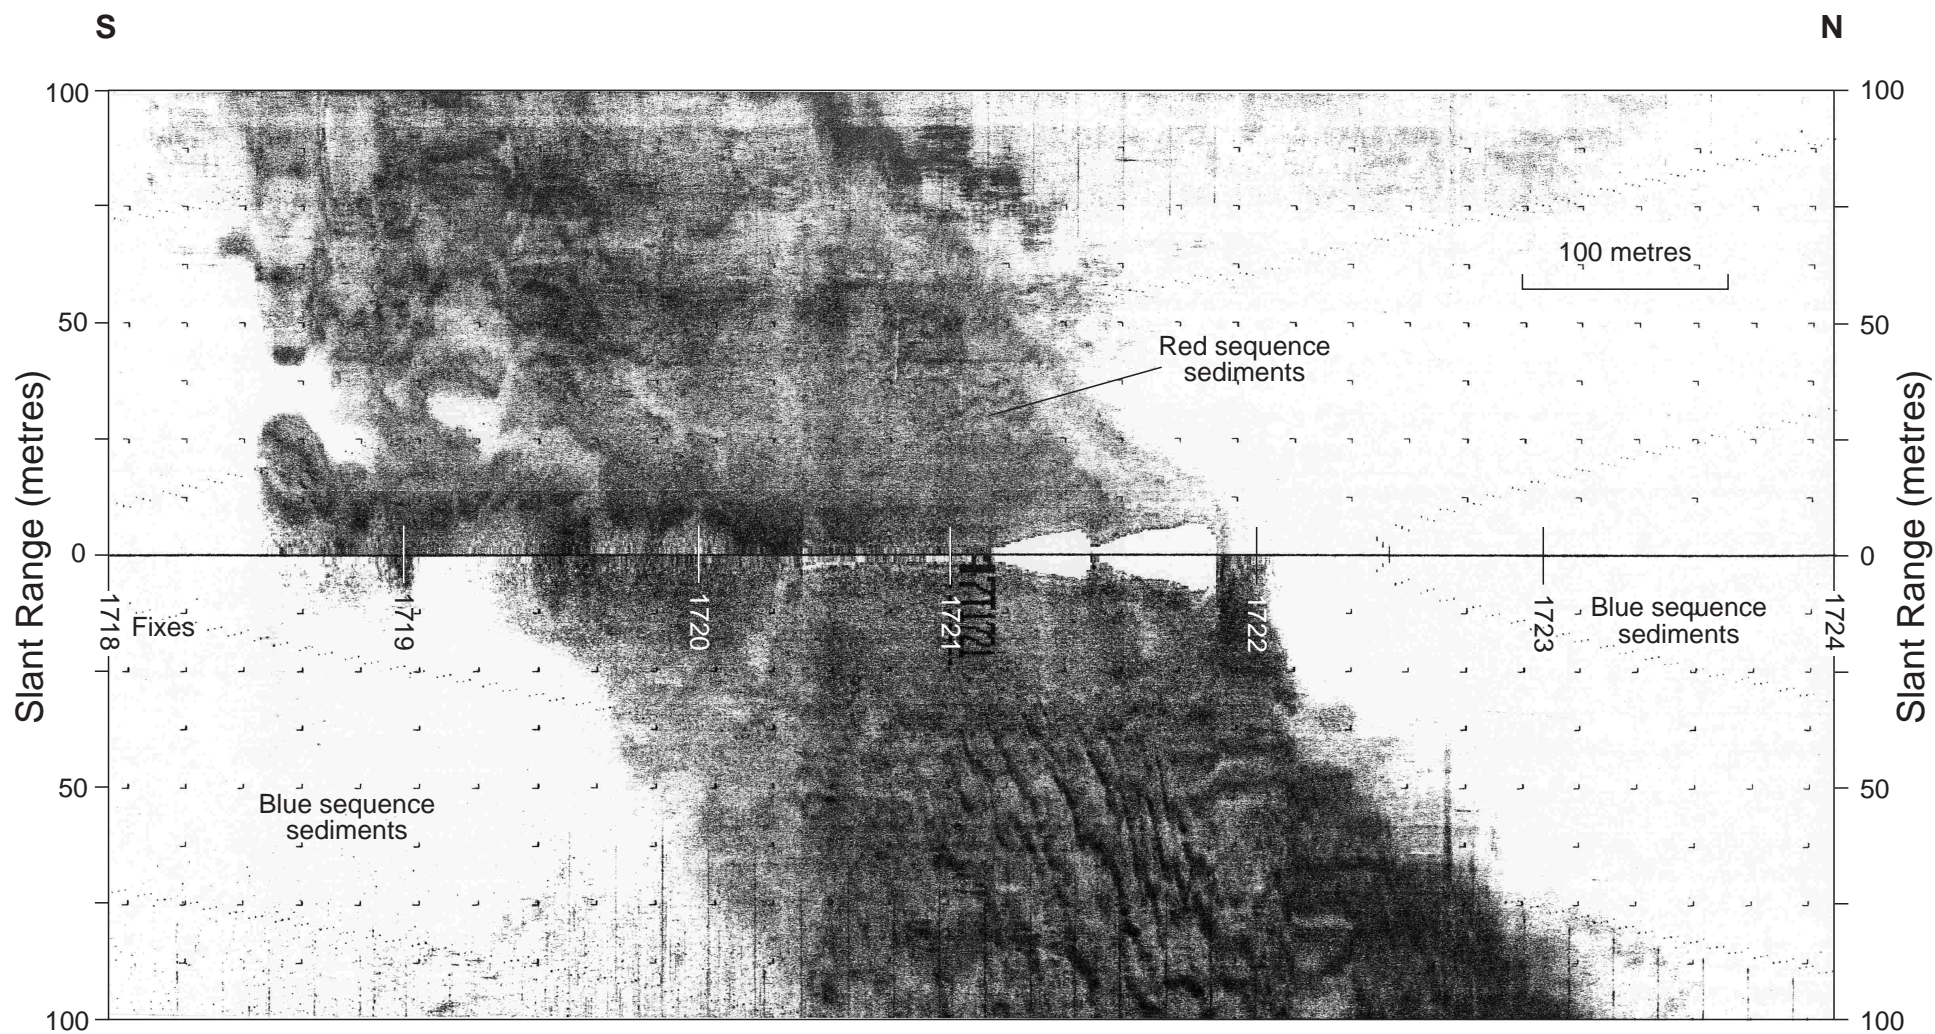 S
N
100
100
100 metres
50
50
Red sequence
sediments
Slant Range (metres)
Slant Range (metres)
0
0
1718
Fixes
1719
1720
1721
1722
1723
Blue sequence
sediments
1724
50
50
Blue sequence
sediments
100
100